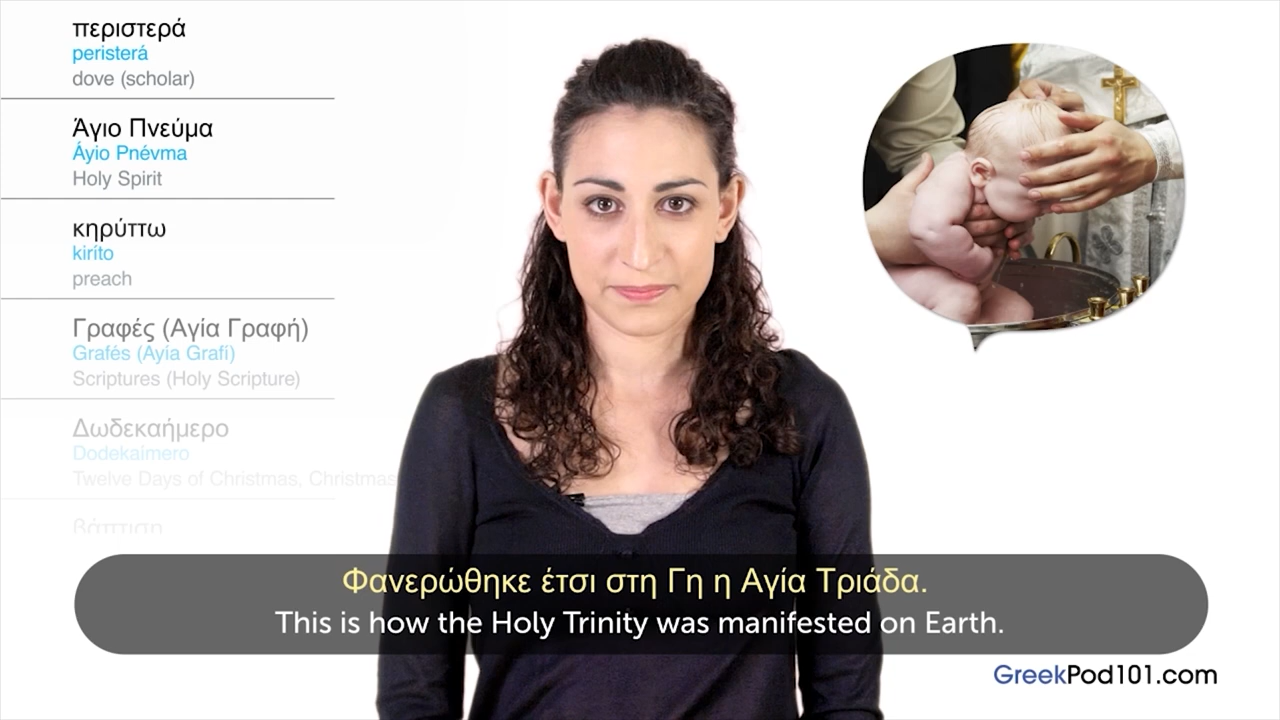 περιστερά
peristerá
dove (scholar)
Άγιο Πνεύμα
Áyio Pnévma
Holy Spirit
κηρύττω
kiríto
preach
Γραφές (Αγία Γραφή)
Grafés (Ayía Grafí)
Scriptures (Holy Scripture)
Δωδεκαήμερο
Dodekaímero
Twelve Days of Christmas, Christmas
βάπτιση
Φανερώθηκε έτσι στη Γη η Αγία Τριάδα.
This is how the Holy Trinity was manifested on Earth.
GreekPod101.com